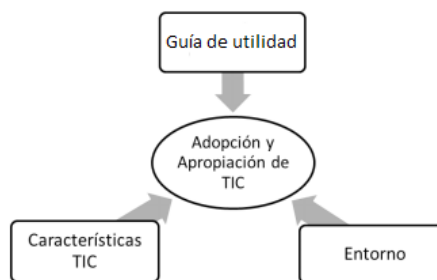 Guía de utilidad
Adopción y
Apropiación de
TIC
Características
TIC
Entorno